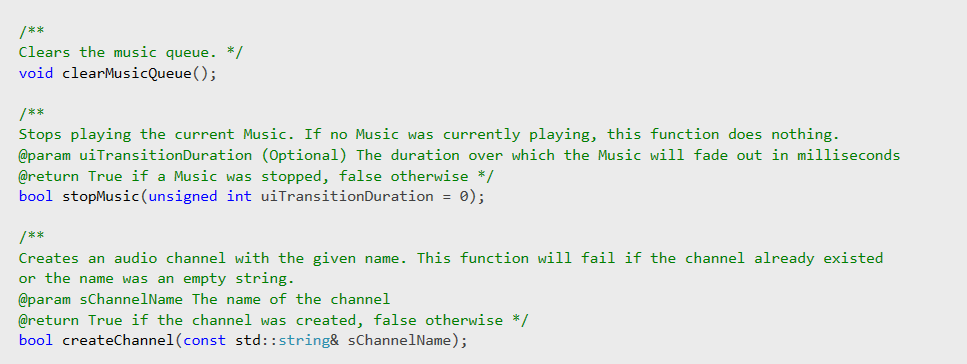 /**
Clears the music queue. */
void clearMusicQueue();
/**
Stops playing the current Music. If no Music was currently playing, this function does nothing.
@param uiTransitionDuration (Optional) The duration over which the Music will fade out in milliseconds
@return True if a Music was stopped, false otherwise */
bool stopMusic(unsigned int uiTransitionDuration = 0);
/**
Creates an audio channel with the given name. This function will fail if the channel already existed
or the name was an empty string.
@param sChannelName The name of the channel
@return True if the channel was created, false otherwise */
bool createChannel(const std::string& sChannelName);